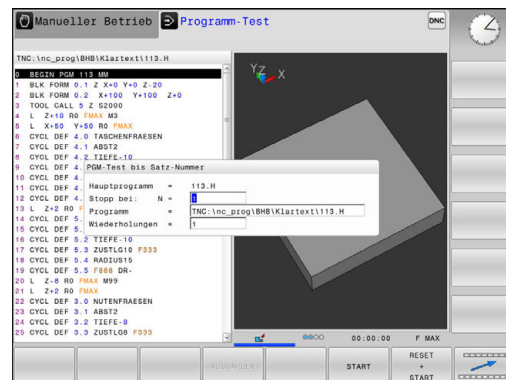 Manueller Betrieb
Programm-Test
DNC
TNC:\nc_prog\BHB\Klartext\113.H
0 BEGIN PGM 113 MM
1 BLK FORM 0.1 Z X+0 Y+0 Z-20
2 BLK FORM 0.2 X+100 Y+100 Z+0
3 TOOL CALL 5 Z S2000
4 L Z+10 R0 FMAX M3
5 L X+50 Y+50 R0 FMAX
6 CYCL DEF 4.0 TASCHENFRAESEN
7 CYCL DEF 4.1 ABST2
8 CYCL DEF 4.2 TIEFE-10
9 CYCL DEF 4.
10 CYCL DEF 4.
11 CYCL DEF 4.
12 CYCL DEF 4.
13 L Z+2 R0 F
14 CYCL DEF 5.
15 CYCL DEF 5.
16 CYCL DEF 5.2 TIEFE-10
17 CYCL DEF 5.3 ZUSTLG10 F333
18 CYCL DEF 5.4 RADIUS15
19 CYCL DEF 5.5 F888 DR-
20 L Z-8 R0 FMAX M99
21 L Z+2 R0 FMAX
22 CYCL DEF 3.0 NUTENFRAESEN
23 CYCL DEF 3.1 ABST2
24 CYCL DEF 3.2 TIEFE-8
25 CYCL DEF 3.3 ZUSTLG8 F333
PGM-Test bis Satz-Nummer
Hauptprogramm = 113.H
Stopp bei: N = 1
Programm = TNC:\nc_prog\BHB\Klartext\113.H
Wiederholungen = 1
Y Z X
00:00:00 F MAX
AUSWÄHLEN
START
RESET
+
START